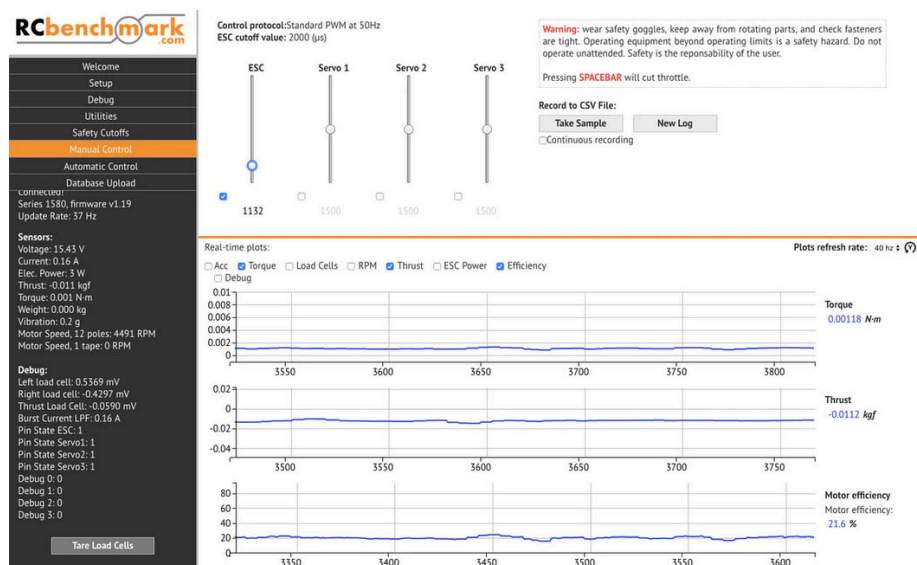 RCbenchmark
.com
Welcome
Setup
Debug
Utilities
Safety Cutoffs
Manual Control
Automatic Control
Database Upload
Connected!
Series 1580, firmware v1.19
Update Rate: 37 Hz
Sensors:
Voltage: 15.43 V
Current: 0.16 A
Elec. Power: 3 W
Thrust: -0.011 kgf
Torque: 0.001 N·m
Weight: 0.000 kg
Vibration: 0.2 g
Motor Speed, 12 poles: 4491 RPM
Motor Speed, 1 tape: 0 RPM
Debug:
Left load cell: 0.5369 mV
Right load cell: -0.4297 mV
Thrust Load Cell: -0.0590 mV
Burst Current LPF: 0.16 A
Pin State ESC: 1
Pin State Servo1: 1
Pin State Servo2: 1
Pin State Servo3: 1
Debug 0: 0
Debug 1: 0
Debug 2: 0
Debug 3: 0
Tare Load Cells
Control protocol:Standard PWM at 50Hz
ESC cutoff value: 2000 (µs)
ESC Servo 1 Servo 2 Servo 3
1132 1500 1500 1500
Warning: wear safety goggles, keep away from rotating parts, and check fasteners
are tight. Operating equipment beyond operating limits is a safety hazard. Do not
operate unattended. Safety is the reponsability of the user.
Pressing SPACEBAR will cut throttle.
Record to CSV File:
Take Sample New Log
Continuous recording
Real-time plots:
Plots refresh rate: 40 hz
Acc Torque Load Cells RPM Thrust ESC Power Efficiency
Debug
0.01
0.008
0.006
0.004
0.002
0
3550 3600 3650 3700 3750 3800
Torque
0.00118 N·m
0.02
0
-0.02
-0.04
3500 3550 3600 3650 3700 3750
Thrust
-0.0112 kgf
80
60
40
20
0
3350 3400 3450 3500 3550 3600
Motor efficiency
Motor efficiency:
21.6 %